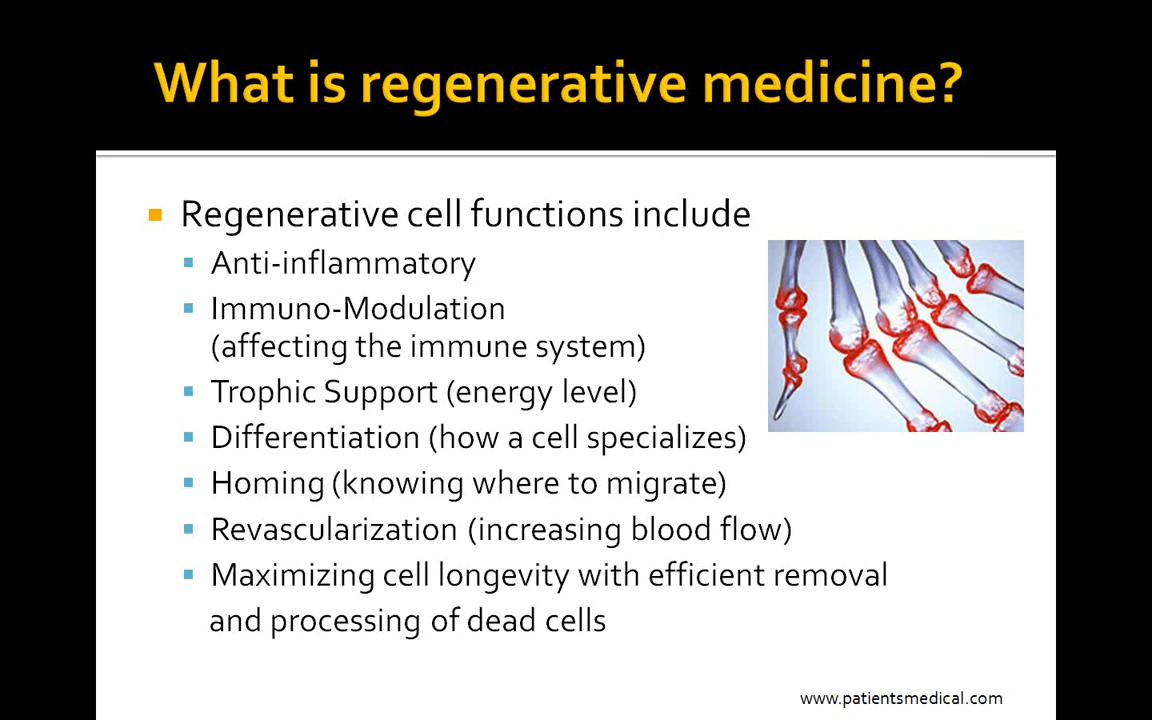 What is regenerative medicine?
Regenerative cell functions include
Anti-inflammatory
Immuno-Modulation
(affecting the immune system)
Trophic Support (energy level)
Differentiation (how a cell specializes)
Homing (knowing where to migrate)
Revascularization (increasing blood flow)
Maximizing cell longevity with efficient removal
and processing of dead cells
www.patientsmedical.com